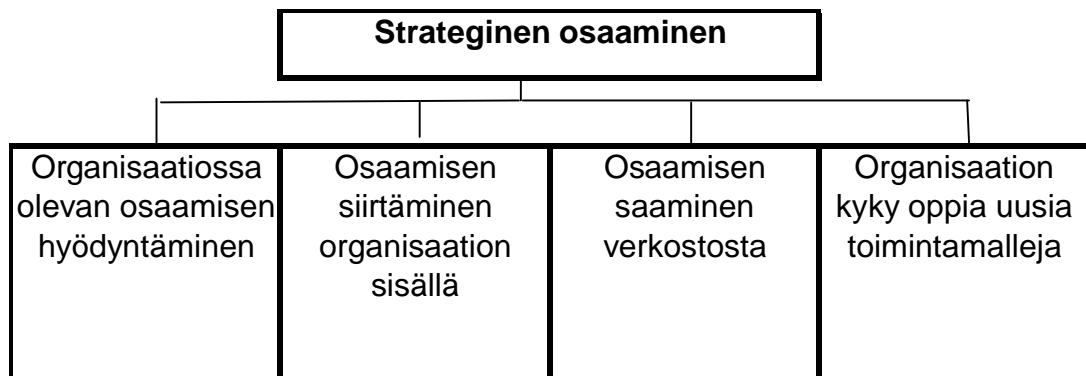 Strateginen osaaminen
Organisaatiossa
olevan osaamisen
hyödyntäminen
Osaamisen
siirtäminen
organisaation
sisällä
Osaamisen
saaminen
verkostosta
Organisaation
kyky oppia uusia
toimintamalleja